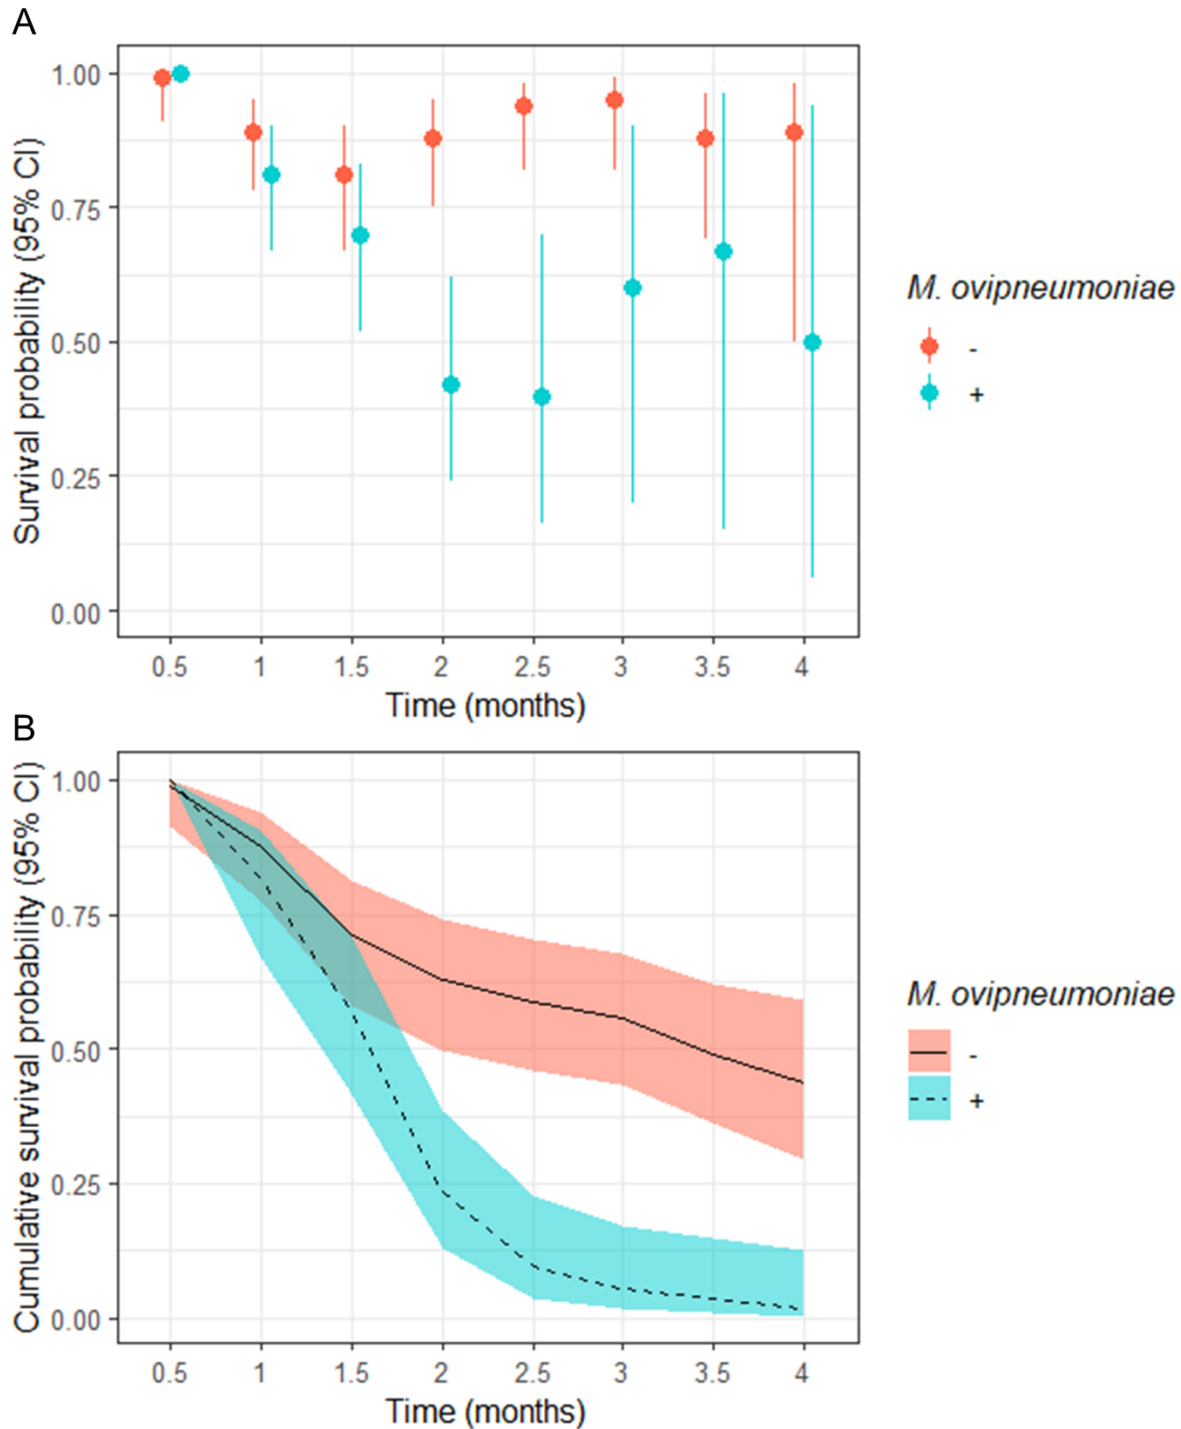 A
Survival probability (95% CI)
1.00
0.75
0.50
0.25
0.00
0.5 1 1.5 2 2.5 3 3.5 4
Time (months)
M. ovipneumoniae
-
+
B
Cumulative survival probability (95% CI)
1.00
0.75
0.50
0.25
0.00
0.5 1 1.5 2 2.5 3 3.5 4
Time (months)
M. ovipneumoniae
-
+